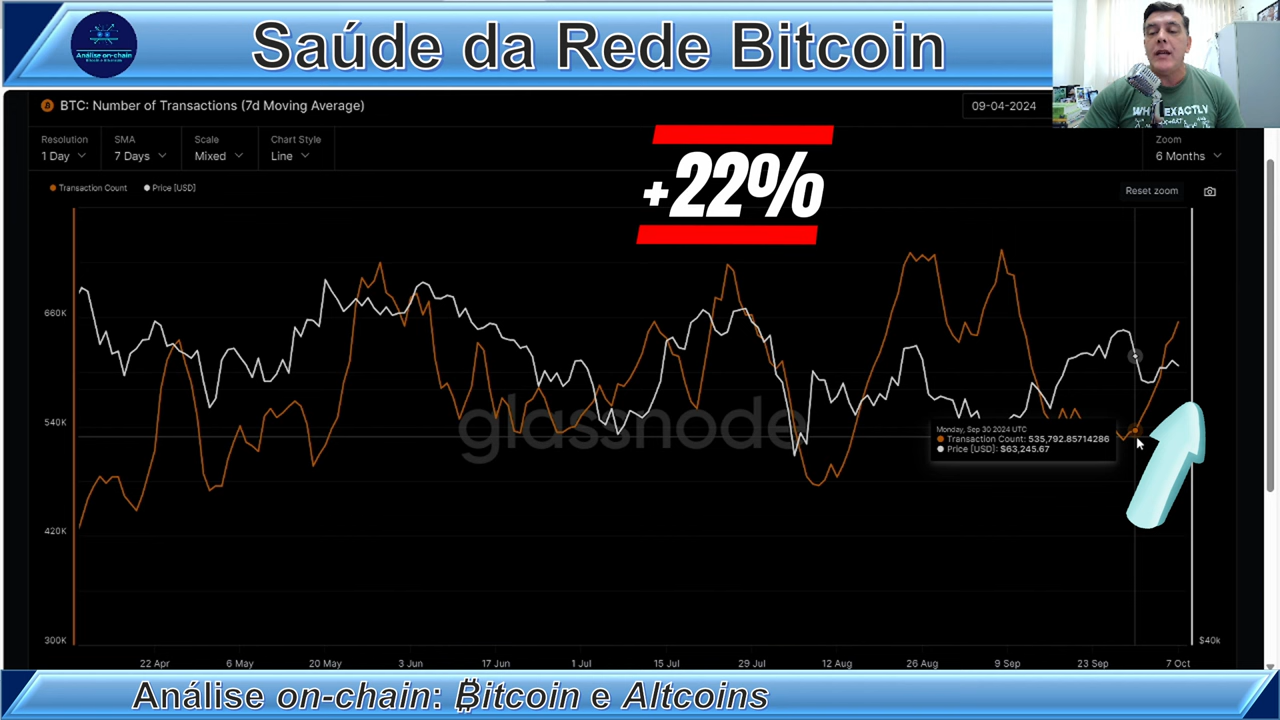 Saúde da Rede Bitcoin
Análise on-chain
BTC: Number of Transactions (7d Moving Average)
09-04-2024
Resolution
1 Day
SMA
7 Days
Scale
Mixed
Chart Style
Line
Zoom
6 Months
+22%
Transaction Count
Price [USD]
Reset zoom
660K
540K
420K
300K
$40k
glassnode
Monday, Sep 30 2024 UTC
Transaction Count: 535,792.85714286
Price [USD]: $63,245.67
22 Apr
6 May
20 May
3 Jun
17 Jun
1 Jul
15 Jul
29 Jul
12 Aug
26 Aug
9 Sep
23 Sep
7 Oct
Análise on-chain: ₿itcoin e Altcoins